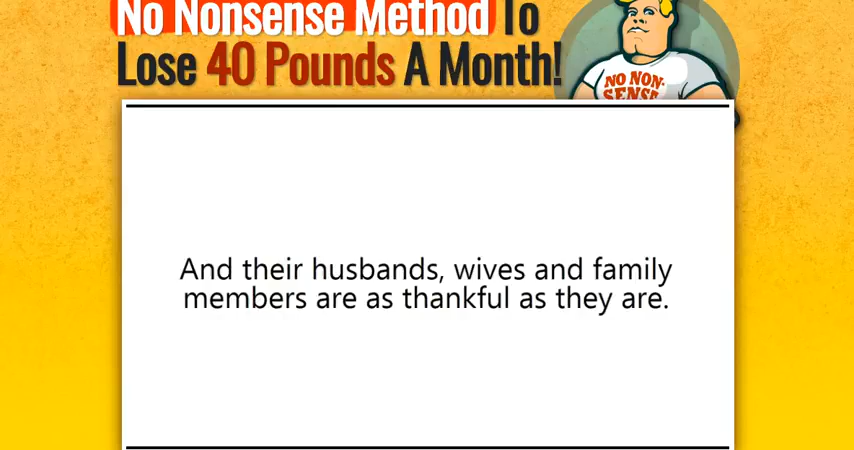 No Nonsense Method To
Lose 40 Pounds A Month!
NO NON-
SENSE
And their husbands, wives and family
members are as thankful as they are.